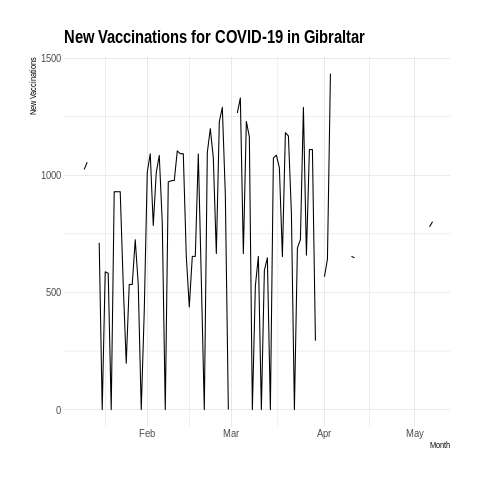 New Vaccinations for COVID-19 in Gibraltar
New Vaccinations
1500
1000
500
0
Feb
Mar
Apr
May
Month